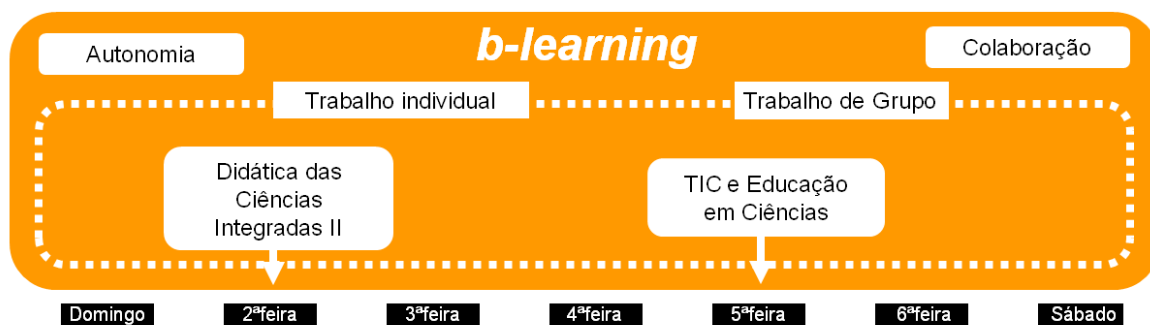 b-learning
Autonomia
Colaboração
Trabalho individual
Trabalho de Grupo
Didática das
Ciências
Integradas II
TIC e Educação
em Ciências
Domingo
2ªfeira
3ªfeira
4ªfeira
5ªfeira
6ªfeira
Sábado